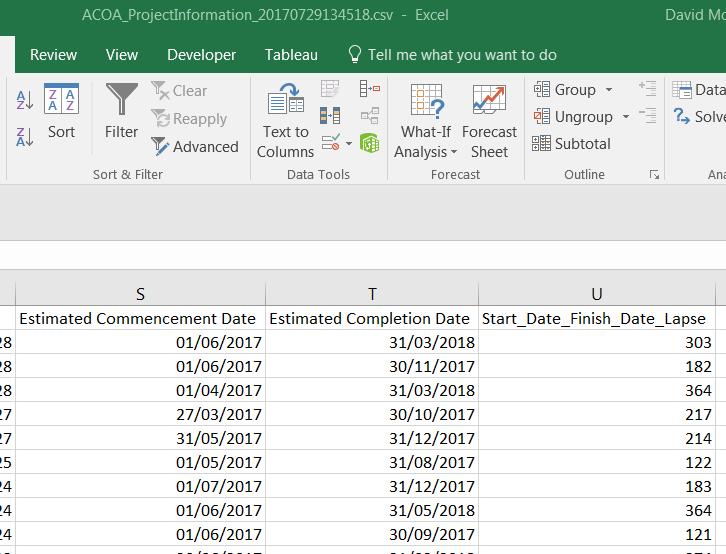 ACOA_ProjectInformation_20170729134518.csv - Excel David Mc
Review View Developer Tableau Tell me what you want to do
A Z Z A Sort Filter Clear Reapply Advanced
Text to Columns
What-If Analysis Forecast Sheet
Group Ungroup Subtotal
Data Solve
Sort & Filter Data Tools Forecast Outline Ana
S T U
Estimated Commencement Date Estimated Completion Date Start_Date_Finish_Date_Lapse
28 01/06/2017 31/03/2018 303
28 01/06/2017 30/11/2017 182
28 01/04/2017 31/03/2018 364
27 27/03/2017 30/10/2017 217
27 31/05/2017 31/12/2017 214
25 01/05/2017 31/08/2017 122
24 01/07/2017 31/12/2017 183
24 01/06/2017 31/05/2018 364
24 01/06/2017 30/09/2017 121